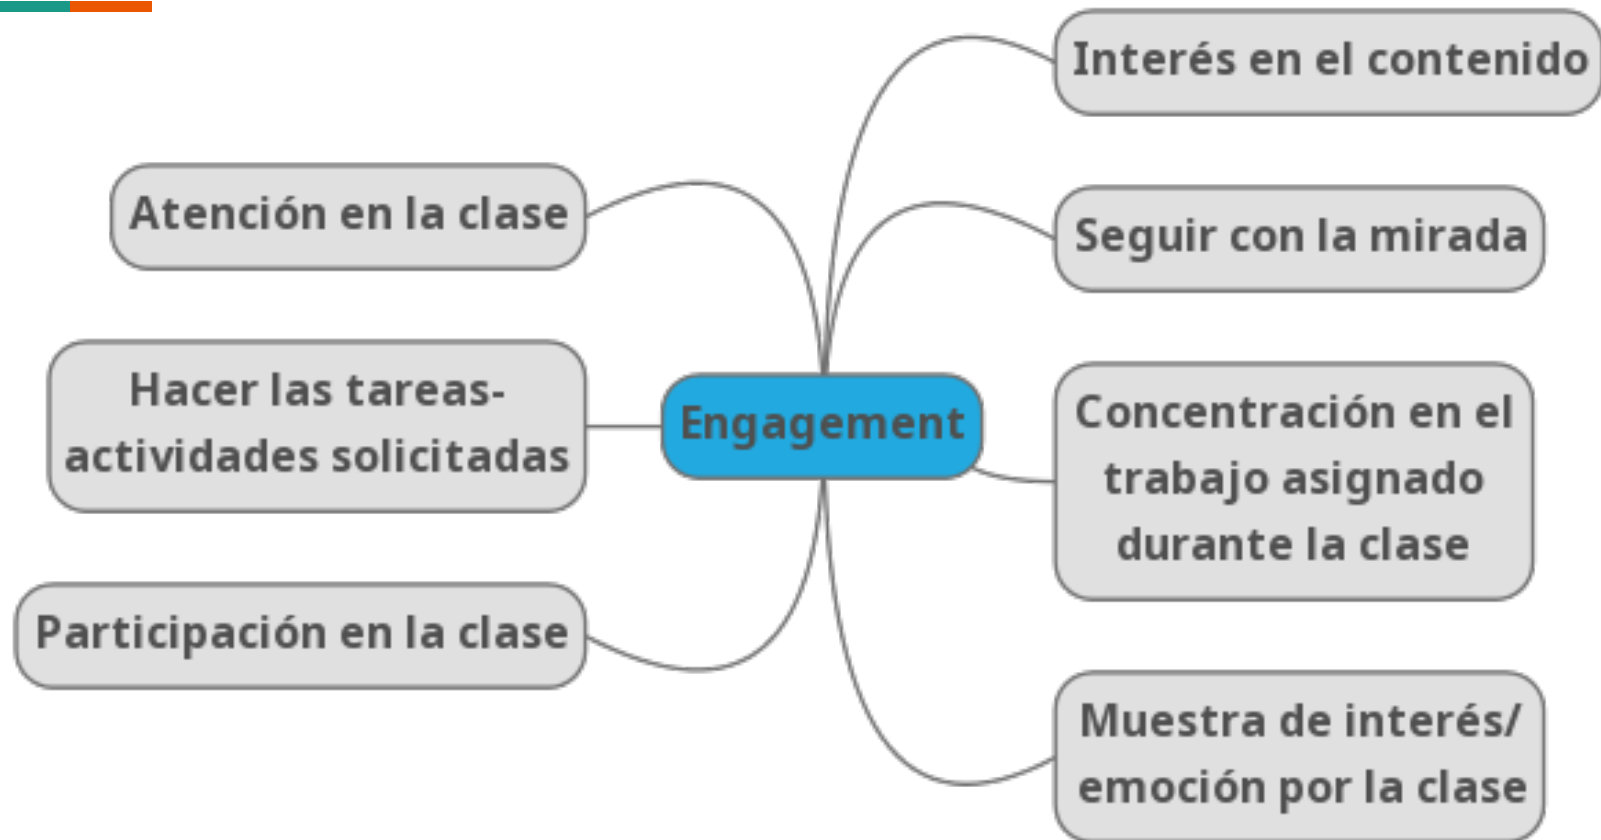 Interés en el contenido
Atención en la clase
Seguir con la mirada
Hacer las tareas-
actividades solicitadas
Engagement
Concentración en el
trabajo asignado
durante la clase
Participación en la clase
Muestra de interés/
emoción por la clase